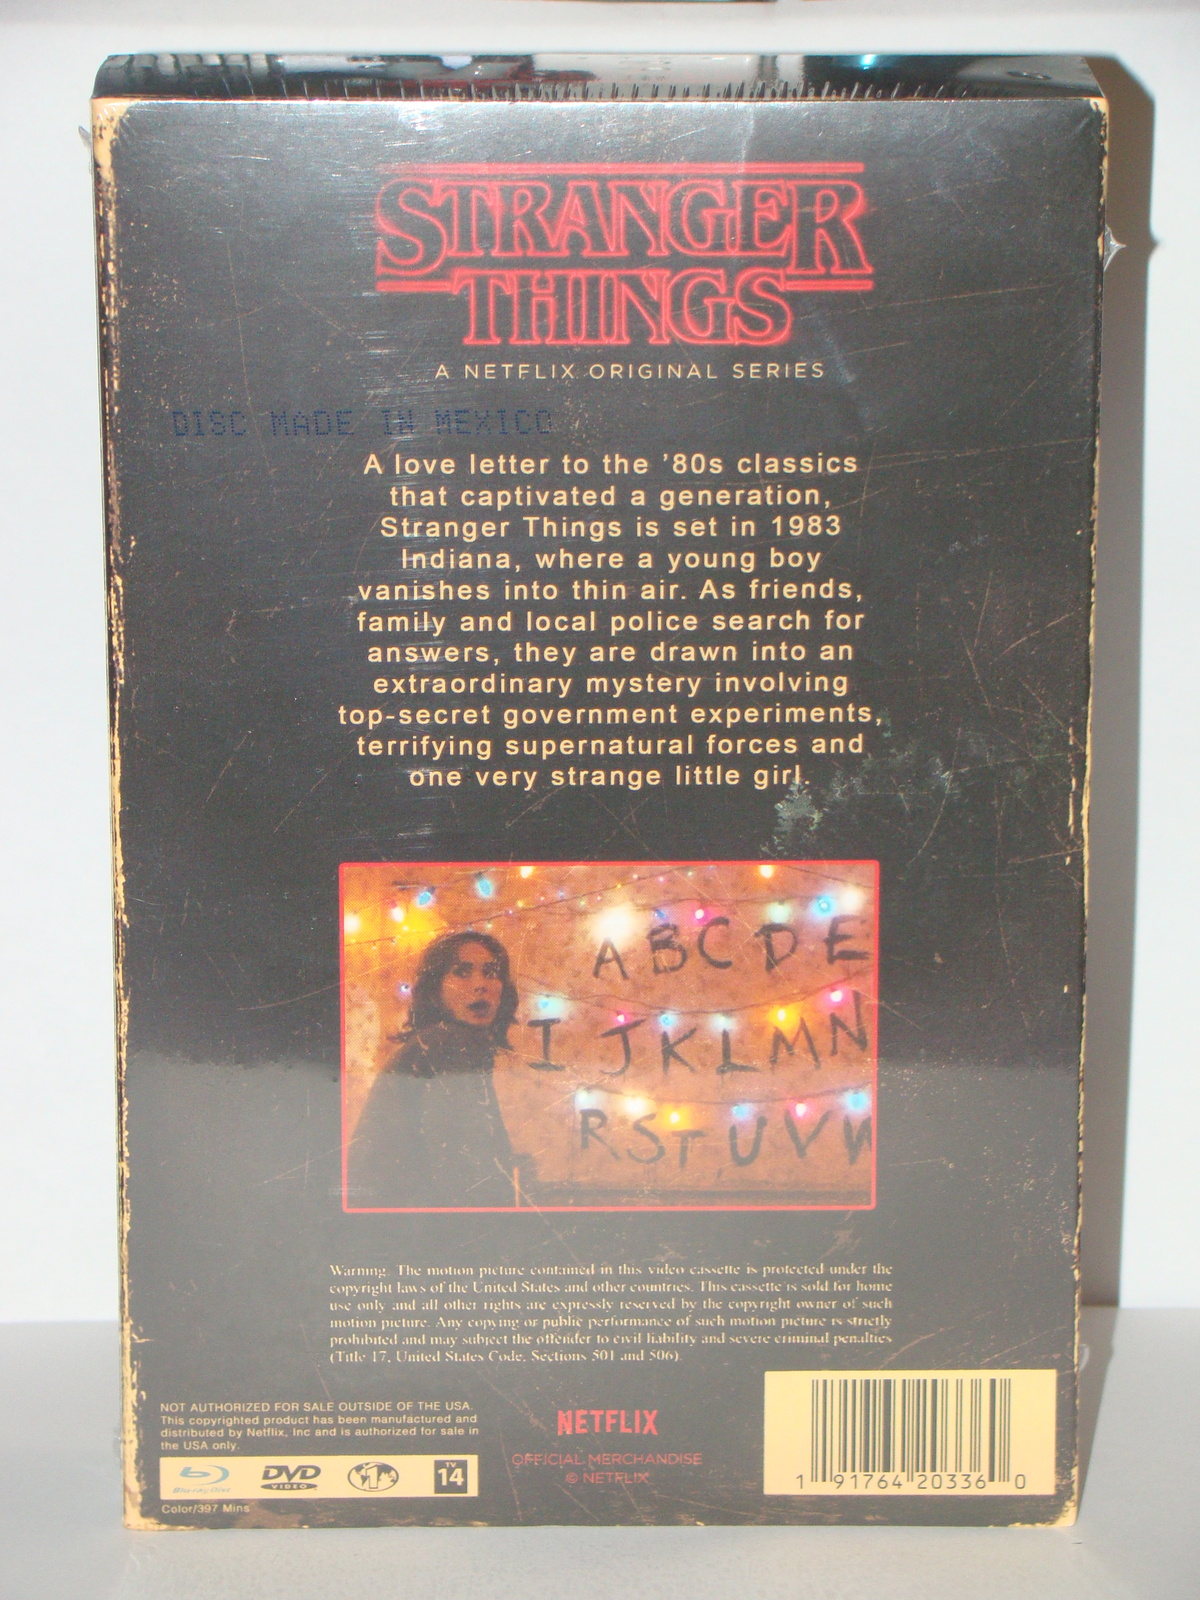 STRANGER
THINGS
A NETFLIX ORIGINAL SERIES
DISC MADE IN MEXICO
A love letter to the ’80s classics
that captivated a generation,
Stranger Things is set in 1983
Indiana, where a young boy
vanishes into thin air. As friends,
family and local police search for
answers, they are drawn into an
extraordinary mystery involving
top-secret government experiments,
terrifying supernatural forces and
one very strange little girl.
A B C D E
I J K L M N
R S T U V W
Warning. The motion picture contained in this video cassette is protected under the
copyright laws of the United States and other countries. This cassette is sold for home
use only and all other rights are expressly reserved by the copyright owner of such
motion picture. Any copying or public performance of such motion picture is strictly
prohibited and may subject the offender to civil liability and severe criminal penalties
(Title 17, United States Code, Sections 501 and 506).
NOT AUTHORIZED FOR SALE OUTSIDE OF THE USA.
This copyrighted product has been manufactured and
distributed by Netflix, Inc and is authorized for sale in
the USA only.
Blu-ray Disc
DVD
VIDEO
1
TV
14
Color/397 Mins
NETFLIX
OFFICIAL MERCHANDISE
© NETFLIX
1 91764 20336 0